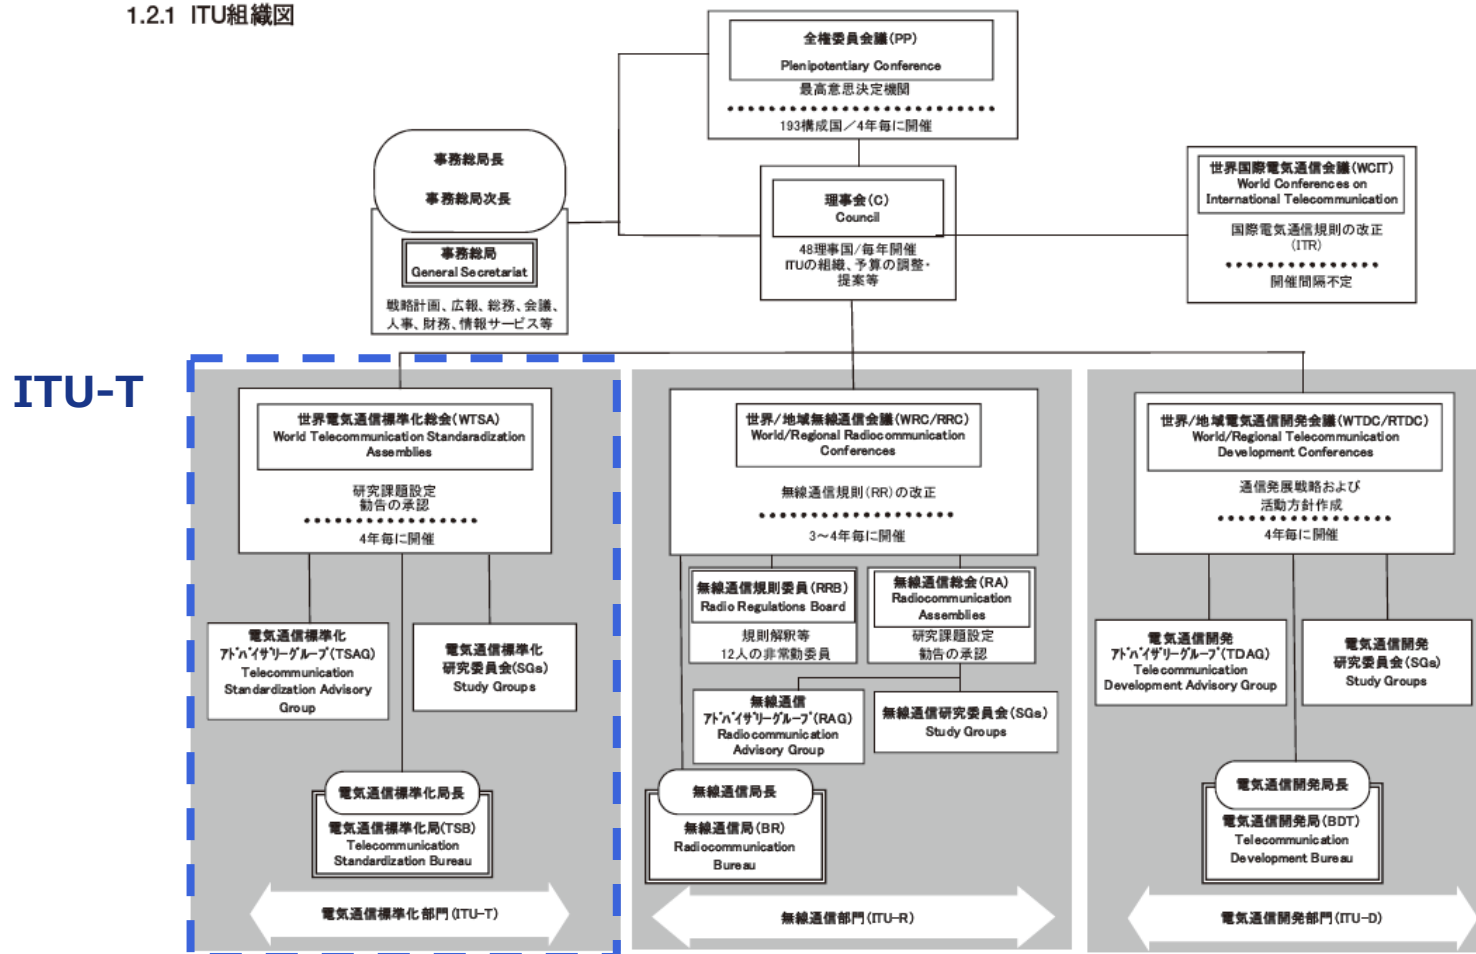 1.2.1 ITU組織図
全権委員会議(PP)
Plenipotentiary Conference
最高意思決定機関
193構成国／4年毎に開催
事務総局長
事務総局次長
事務総局
General Secretariat
戦略計画、広報、総務、会議、
人事、財務、情報サービス等
理事会(C)
Council
48理事国/毎年開催
ITUの組織、予算の調整・
提案等
世界国際電気通信会議(WCIT)
World Conferences on
International Telecommunication
国際電気通信規則の改正
(ITR)
開催間隔不定
ITU-T
世界電気通信標準化総会(WTSA)
World Telecommunication Standaradization
Assemblies
研究課題設定
勧告の承認
4年毎に開催
電気通信標準化
ｱﾄﾞﾊﾞｲｻﾞﾘｰｸﾞﾙｰﾌﾟ(TSAG)
Telecommunication
Standardization Advisory
Group
電気通信標準化
研究委員会(SGs)
Study Groups
電気通信標準化局長
電気通信標準化局(TSB)
Telecommunication
Standardization Bureau
電気通信標準化部門(ITU-T)
世界/地域無線通信会議(WRC/RRC)
World/Regional Radiocommunication
Conferences
無線通信規則(RR)の改正
3～4年毎に開催
無線通信規則委員(RRB)
Radio Regulations Board
規則解釈等
12人の非常勤委員
無線通信総会(RA)
Radiocommunication
Assemblies
研究課題設定
勧告の承認
無線通信
ｱﾄﾞﾊﾞｲｻﾞﾘｰｸﾞﾙｰﾌﾟ(RAG)
Radiocommunication
Advisory Group
無線通信研究委員会(SGs)
Study Groups
無線通信局長
無線通信局(BR)
Radiocommunication
Bureau
無線通信部門(ITU-R)
世界/地域電気通信開発会議(WTDC/RTDC)
World/Regional Telecommunication
Development Conferences
通信発展戦略および
活動方針作成
4年毎に開催
電気通信開発
ｱﾄﾞﾊﾞｲｻﾞﾘｰｸﾞﾙｰﾌﾟ(TDAG)
Telecommunication
Development Advisory Group
電気通信開発
研究委員会(SGs)
Study Groups
電気通信開発局長
電気通信開発局(BDT)
Telecommunication
Development Bureau
電気通信開発部門(ITU-D)